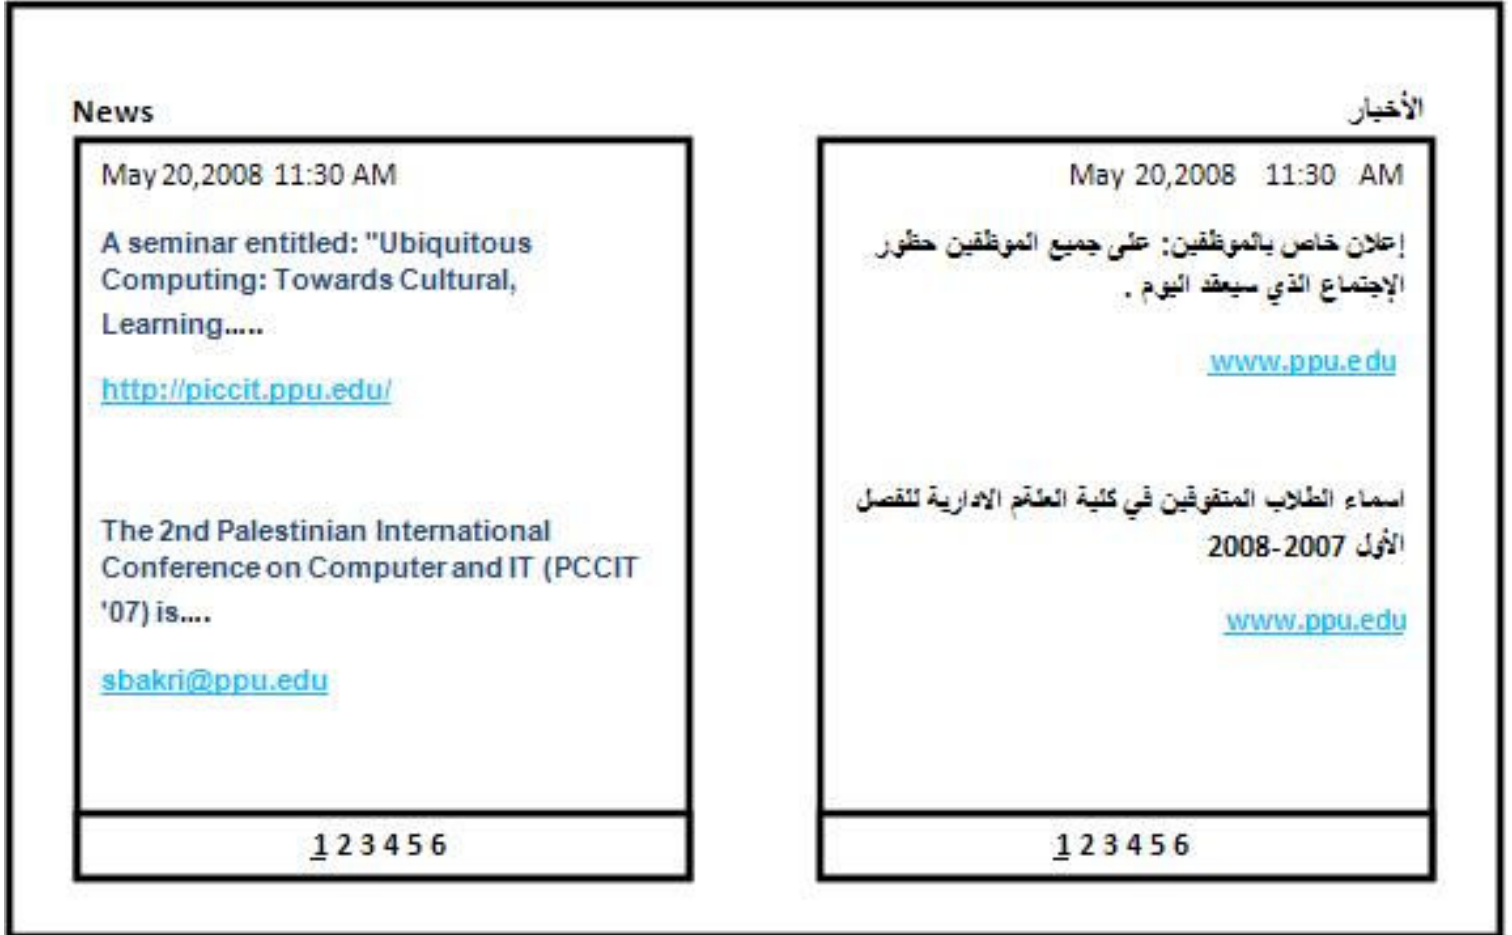 News
May 20,2008 11:30 AM
A seminar entitled: "Ubiquitous
Computing: Towards Cultural,
Learning.....
http://piccit.ppu.edu/
The 2nd Palestinian International
Conference on Computer and IT (PCCIT
'07) is....
sbakri@ppu.edu
1 2 3 4 5 6
الأخبار
May 20,2008 11:30 AM
إعلان خاص بالموظفين: على جميع الموظفين حظور
الإجتماع الذي سيعقد اليوم .
www.ppu.edu
اسماء الطلاب المتفوقين في كلية العلةم الادارية للفصل
الأول 2007-2008
www.ppu.edu
1 2 3 4 5 6